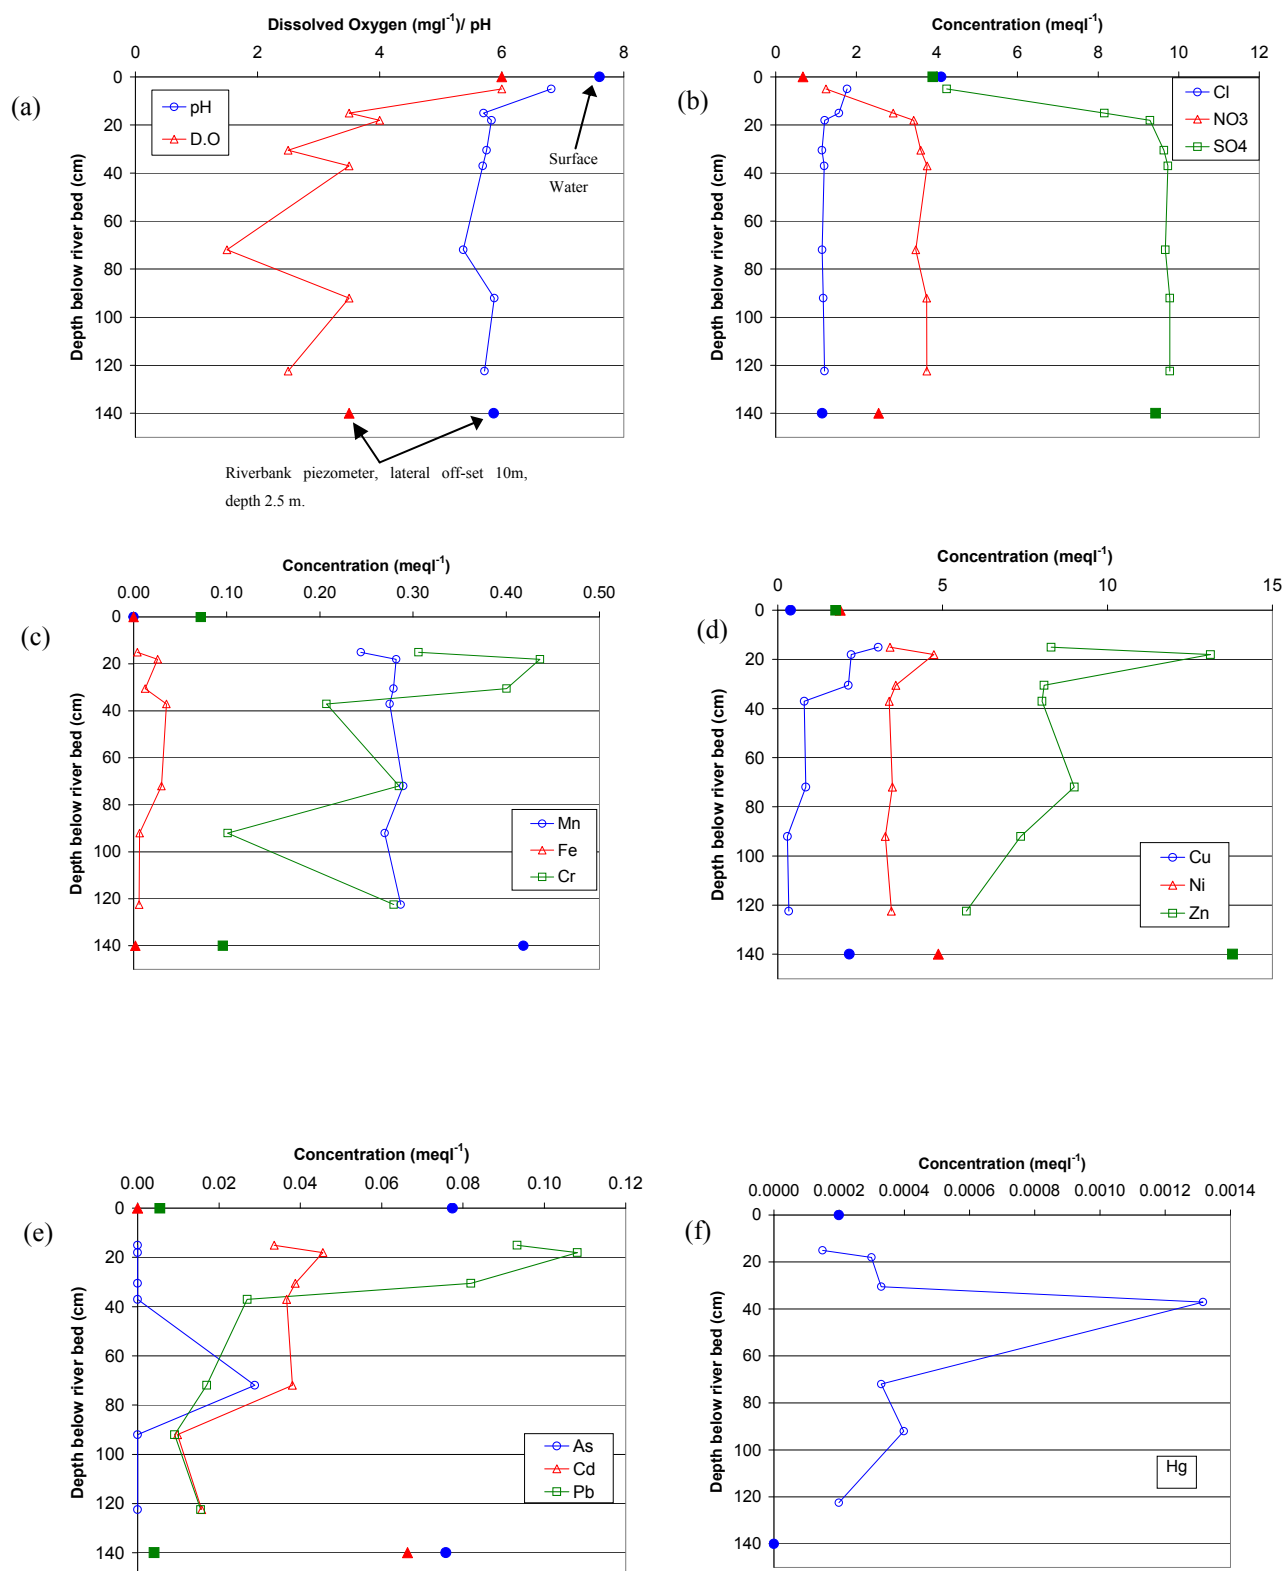 Dissolved Oxygen (mgl-1)/ pH
0 2 4 6 8
(a)
Depth below river bed (cm)
0
20
40
60
80
100
120
140
pH
D.O
Surface
Water
Riverbank piezometer, lateral off-set 10m,
depth 2.5 m.
Concentration (meql-1)
0 2 4 6 8 10 12
(b)
Depth below river bed (cm)
0
20
40
60
80
100
120
140
Cl
NO3
SO4
Concentration (meql-1)
0.00 0.10 0.20 0.30 0.40 0.50
(c)
Depth below river bed (cm)
0
20
40
60
80
100
120
140
Mn
Fe
Cr
Concentration (meql-1)
0 5 10 15
(d)
Depth below river bed (cm)
0
20
40
60
80
100
120
140
Cu
Ni
Zn
Concentration (meql-1)
0.00 0.02 0.04 0.06 0.08 0.10 0.12
(e)
Depth below river bed (cm)
0
20
40
60
80
100
120
140
As
Cd
Pb
Concentration (meql-1)
0.0000 0.0002 0.0004 0.0006 0.0008 0.0010 0.0012 0.0014
(f)
Depth below river bed (cm)
0
20
40
60
80
100
120
140
Hg